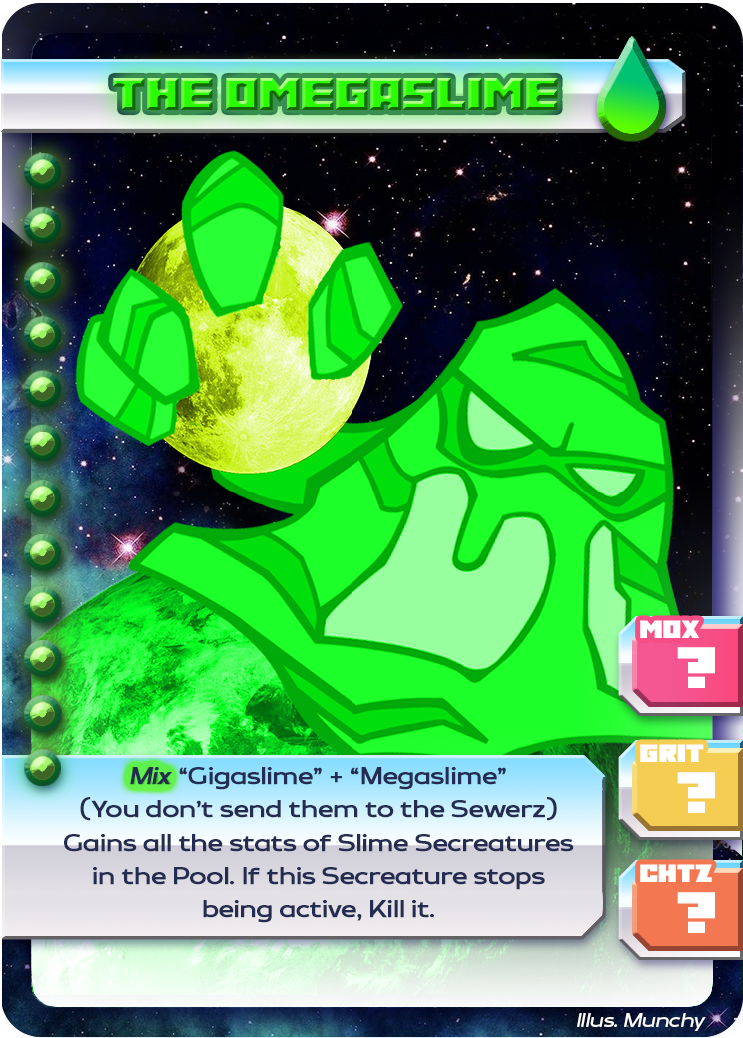 THE OMEGASLIME
MOX
?
GRIT
?
CHTZ
?
Mix “Gigaslime” + “Megaslime”
(You don’t send them to the Sewerz)
Gains all the stats of Slime Secreatures
in the Pool. If this Secreature stops
being active, Kill it.
Illus. Munchy